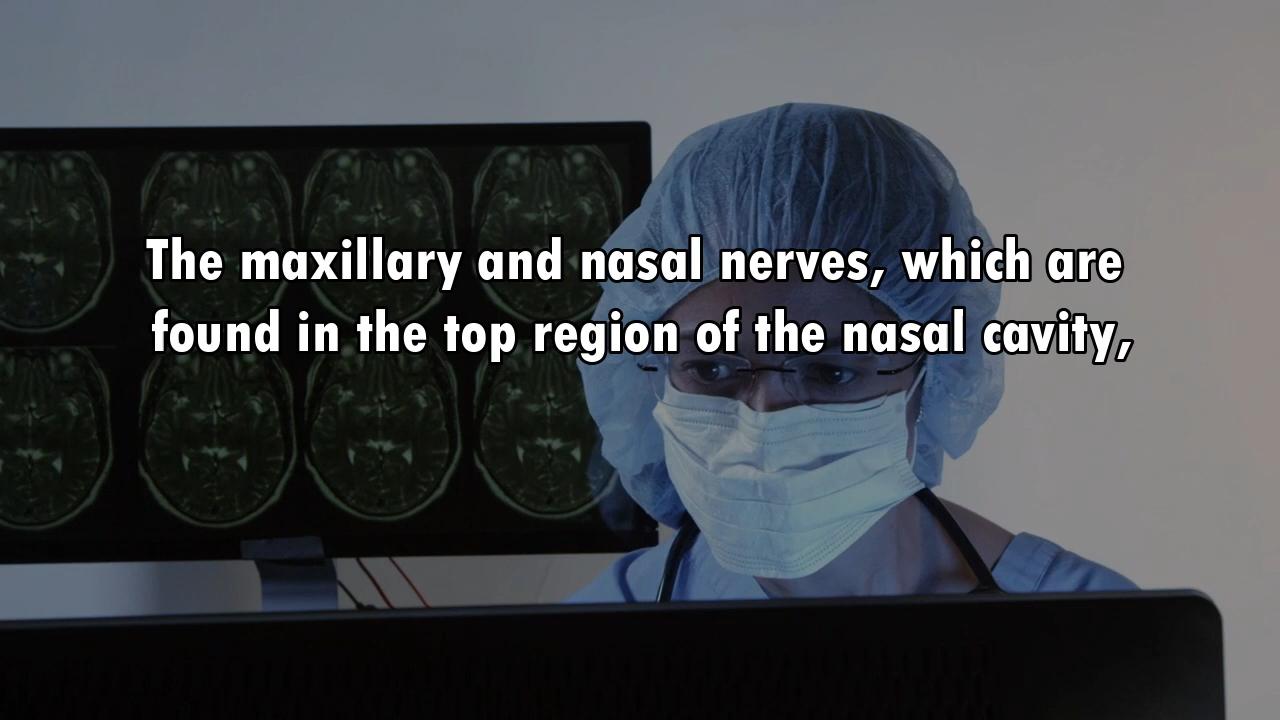 The maxillary and nasal nerves, which are
found in the top region of the nasal cavity,